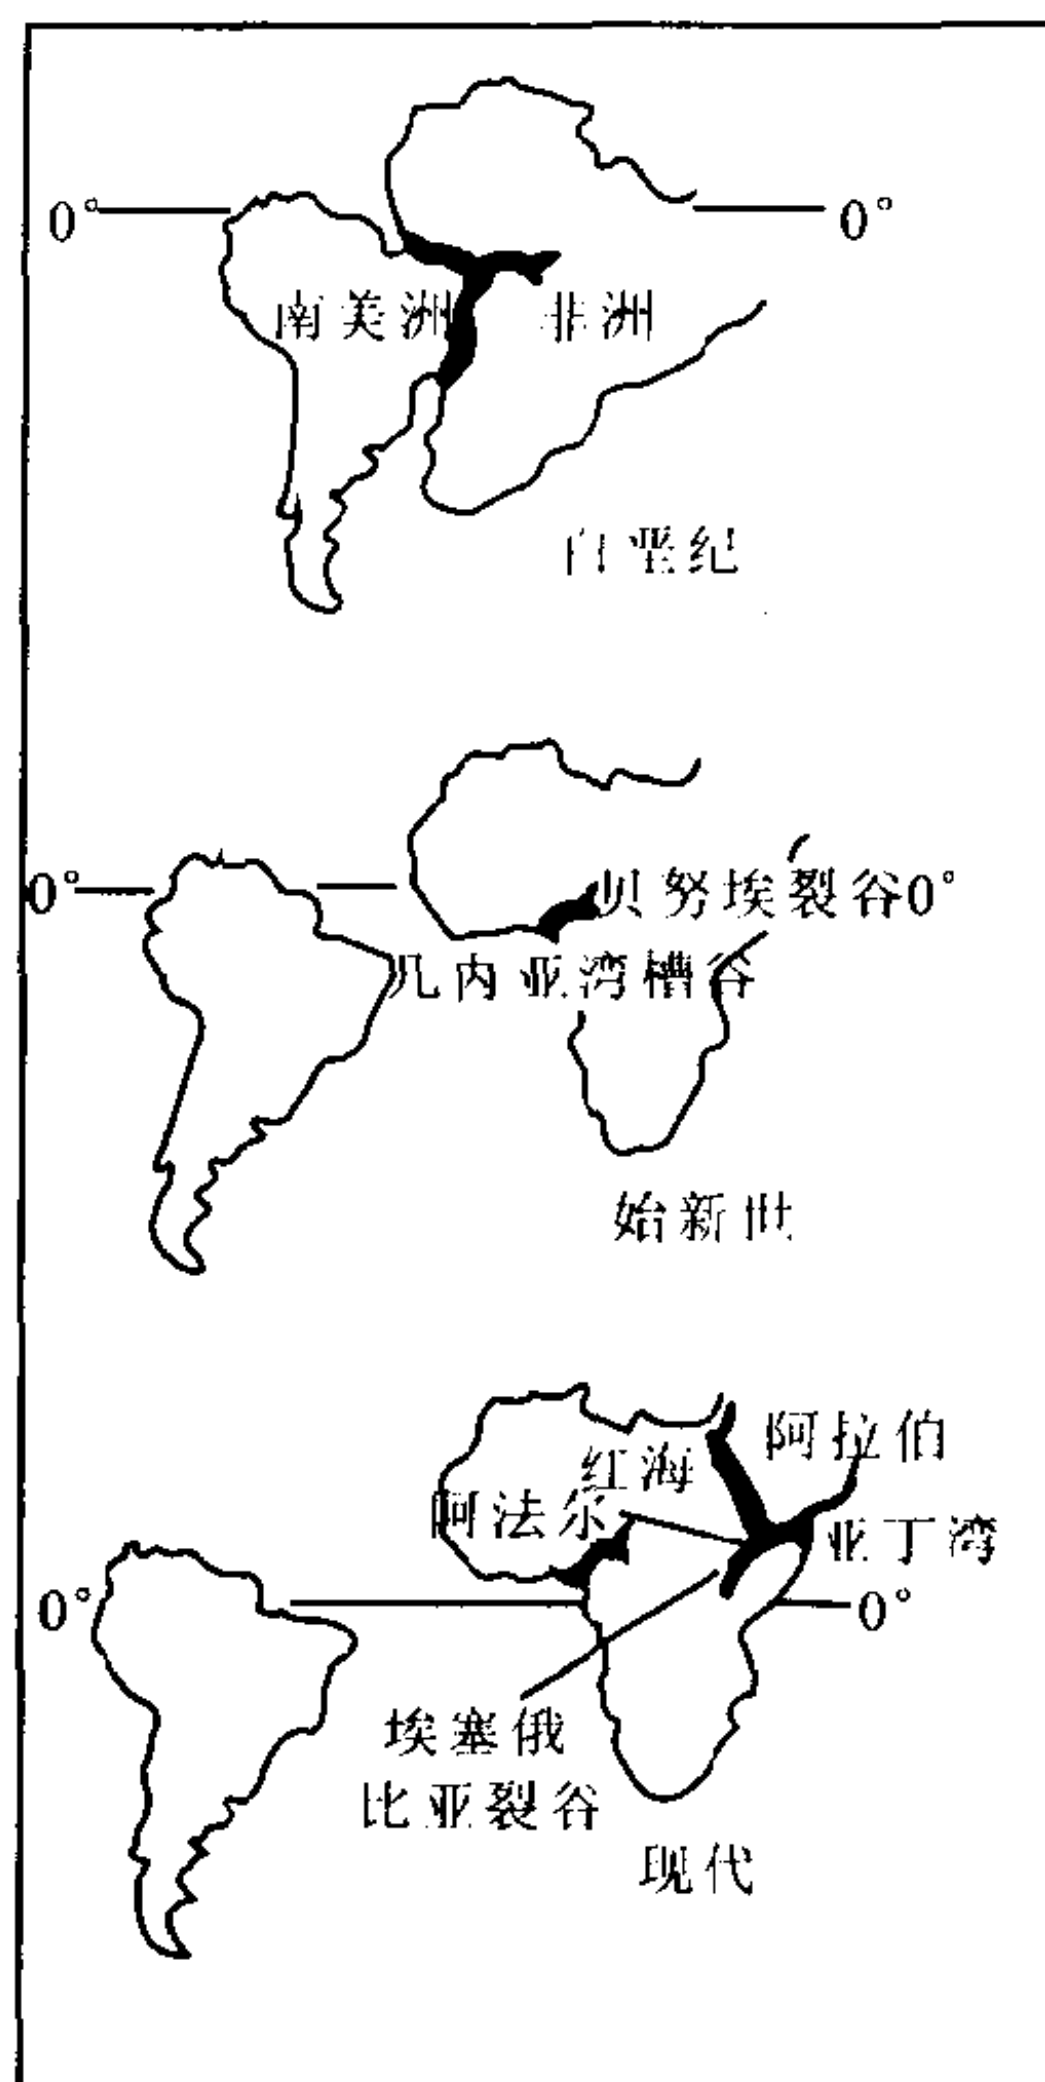 0° 0°
南美洲 非洲
白垩纪
0° 贝努埃裂谷0°
几内亚湾槽谷
始新世
阿拉伯
红海
阿法尔
亚丁湾
0° 0°
埃塞俄
比亚裂谷
现代